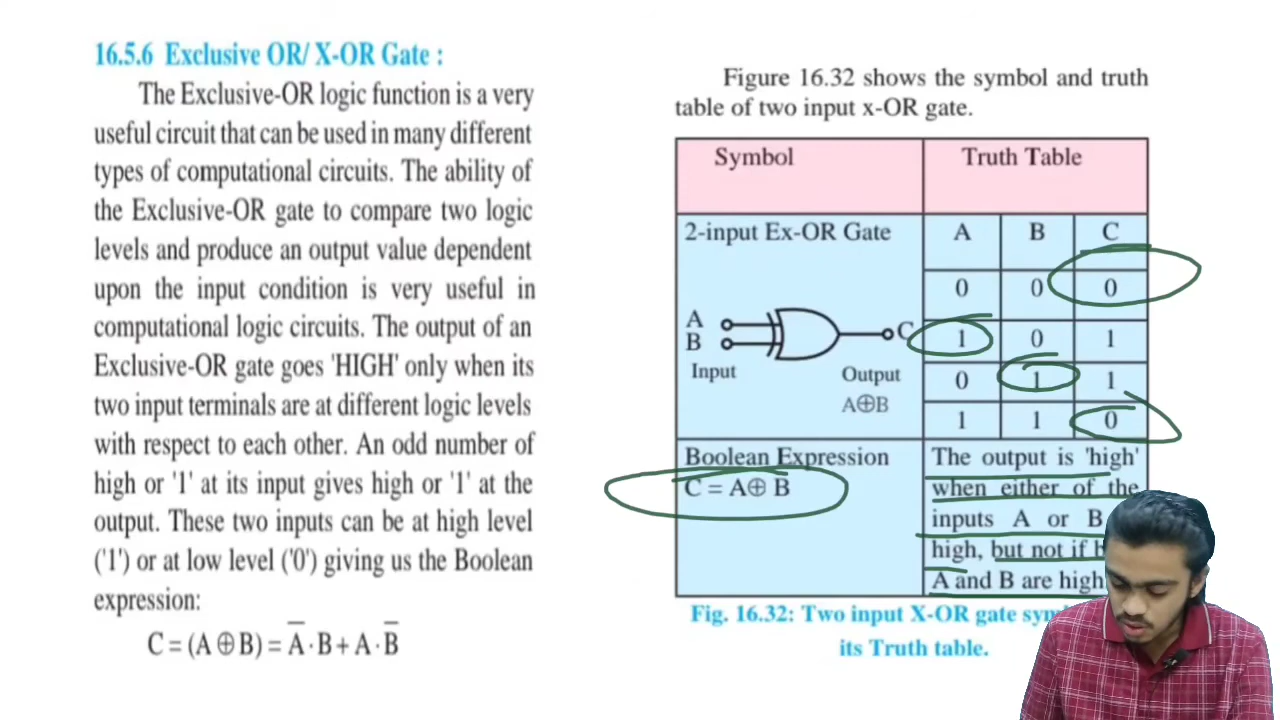 16.5.6 Exclusive OR/ X-OR Gate :
The Exclusive-OR logic function is a very
useful circuit that can be used in many different
types of computational circuits. The ability of
the Exclusive-OR gate to compare two logic
levels and produce an output value dependent
upon the input condition is very useful in
computational logic circuits. The output of an
Exclusive-OR gate goes 'HIGH' only when its
two input terminals are at different logic levels
with respect to each other. An odd number of
high or '1' at its input gives high or '1' at the
output. These two inputs can be at high level
('1') or at low level ('0') giving us the Boolean
expression:
C = (A ⊕ B) = A̅ · B + A · B̅
Figure 16.32 shows the symbol and truth
table of two input x-OR gate.
Symbol Truth Table
2-input Ex-OR Gate
A
B
C
Input
Output
A⊕B
A B C
0 0 0
1 0 1
0 1 1
1 1 0
Boolean Expression
C = A⊕ B
The output is 'high'
when either of the
inputs A or B
high, but not if
A and B are high
Fig. 16.32: Two input X-OR gate
its Truth table.